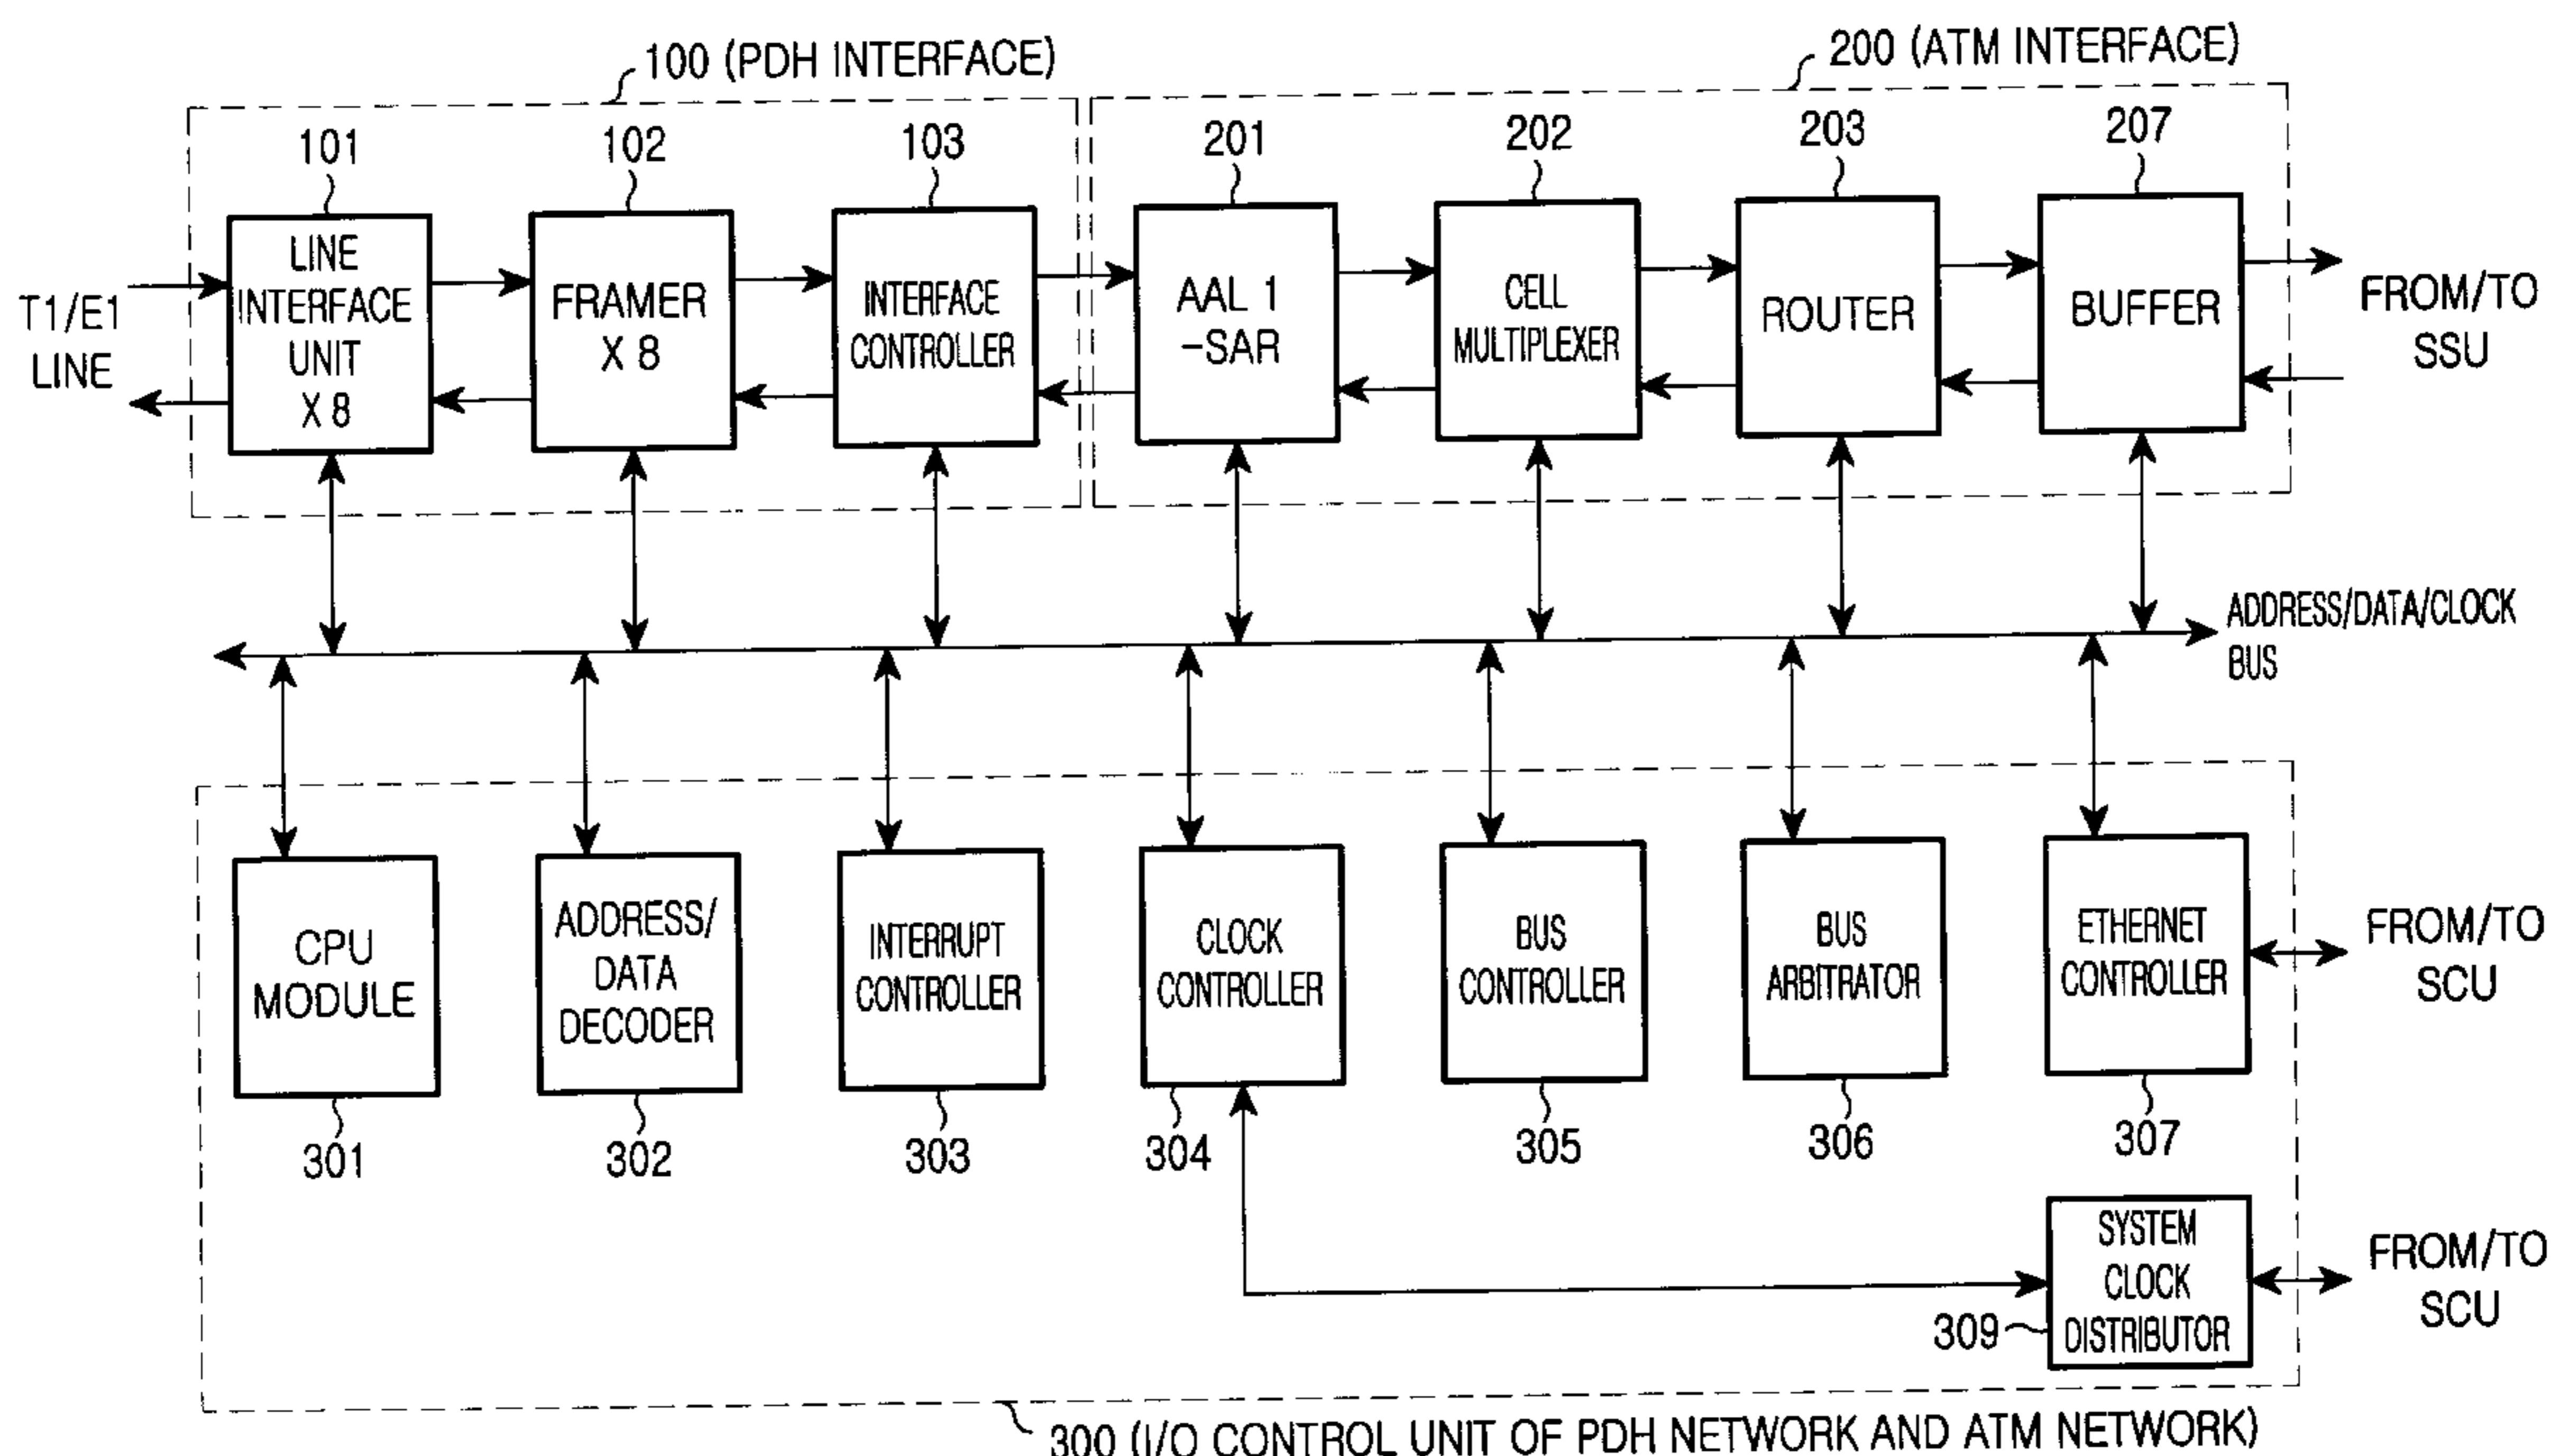 100 (PDH INTERFACE)
200 (ATM INTERFACE)
101
102
103
201
202
203
207
T1/E1
LINE
LINE
INTERFACE
UNIT
X 8
FRAMER
X 8
INTERFACE
CONTROLLER
AAL 1
-SAR
CELL
MULTIPLEXER
ROUTER
BUFFER
FROM/TO
SSU
ADDRESS/DATA/CLOCK
BUS
CPU
MODULE
ADDRESS/
DATA
DECODER
INTERRUPT
CONTROLLER
CLOCK
CONTROLLER
BUS
CONTROLLER
BUS
ARBITRATOR
ETHERNET
CONTROLLER
FROM/TO
SCU
301
302
303
304
305
306
307
SYSTEM
CLOCK
DISTRIBUTOR
309
FROM/TO
SCU
300 (I/O CONTROL UNIT OF PDH NETWORK AND ATM NETWORK)